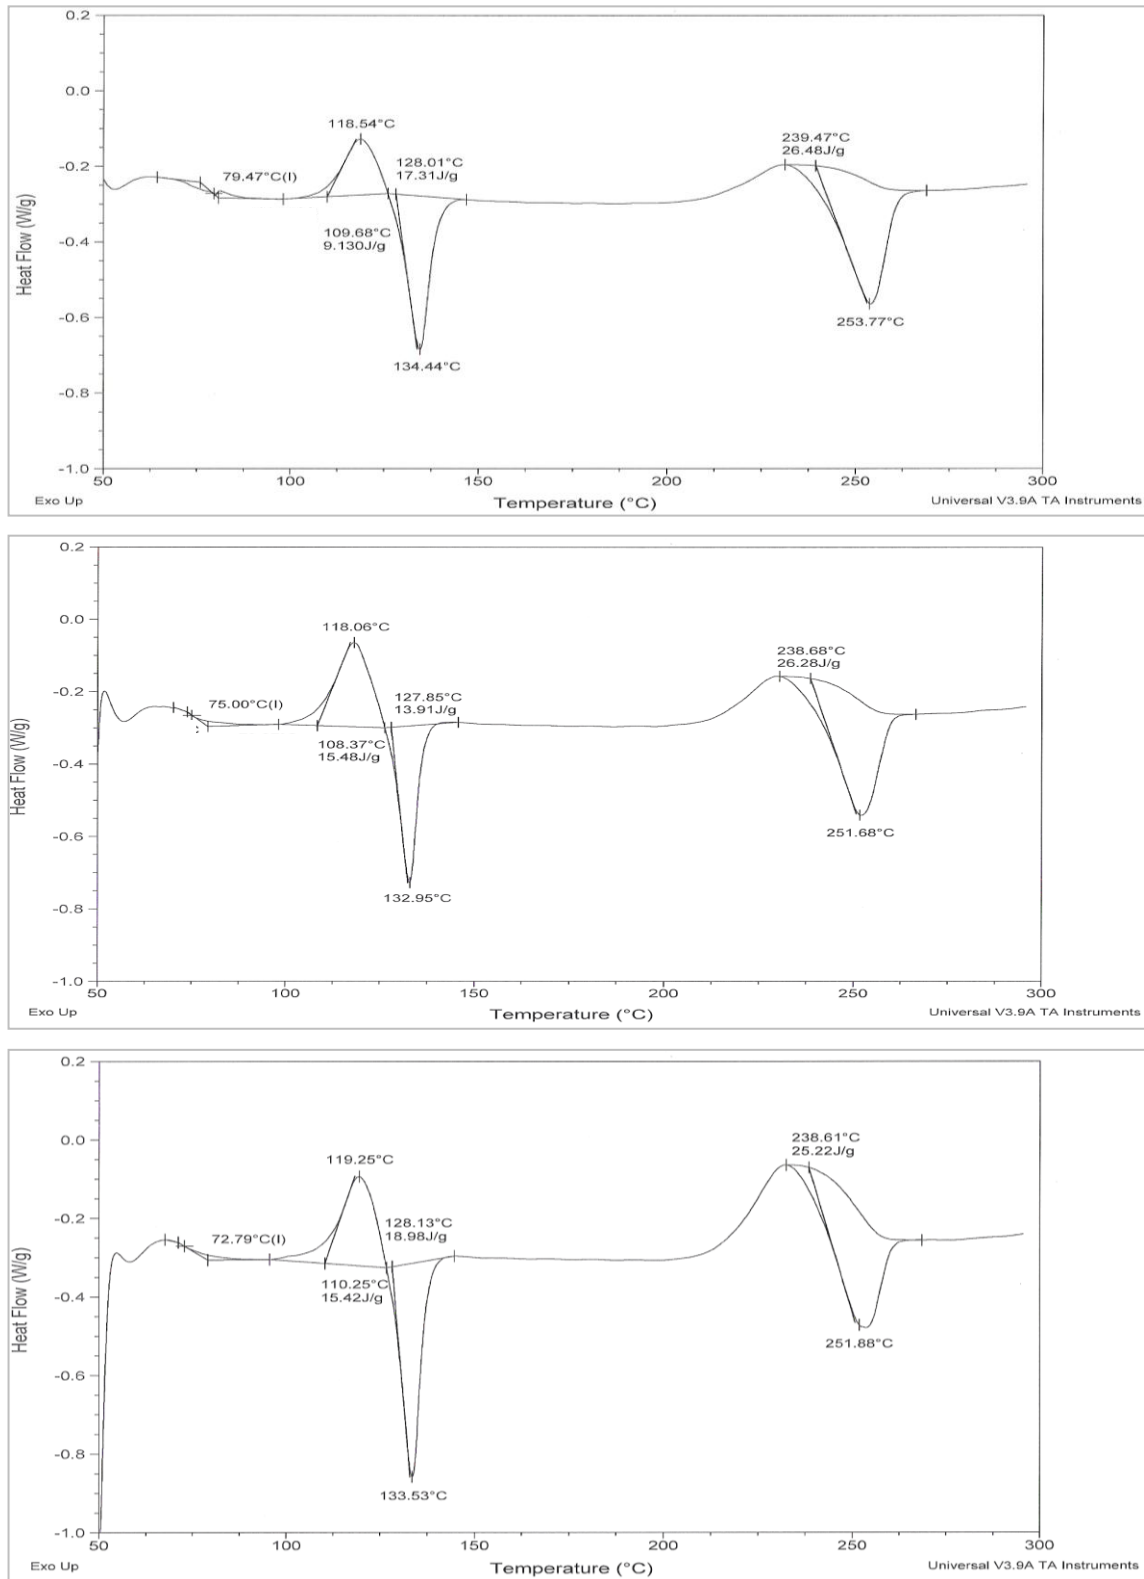 0.2
0.0
-0.2
-0.4
-0.6
-0.8
-1.0
Heat Flow (W/g)
79.47°C(I)
118.54°C
128.01°C
17.31J/g
109.68°C
9.130J/g
134.44°C
239.47°C
26.48J/g
253.77°C
50
100
150
200
250
300
Exo Up
Temperature (°C)
Universal V3.9A TA Instruments
0.2
0.0
-0.2
-0.4
-0.6
-0.8
-1.0
Heat Flow (W/g)
75.00°C(I)
118.06°C
127.85°C
13.91J/g
108.37°C
15.48J/g
132.95°C
238.68°C
26.28J/g
251.68°C
50
100
150
200
250
300
Exo Up
Temperature (°C)
Universal V3.9A TA Instruments
0.2
0.0
-0.2
-0.4
-0.6
-0.8
-1.0
Heat Flow (W/g)
72.79°C(I)
119.25°C
128.13°C
18.98J/g
110.25°C
15.42J/g
133.53°C
238.61°C
25.22J/g
251.88°C
50
100
150
200
250
300
Exo Up
Temperature (°C)
Universal V3.9A TA Instruments